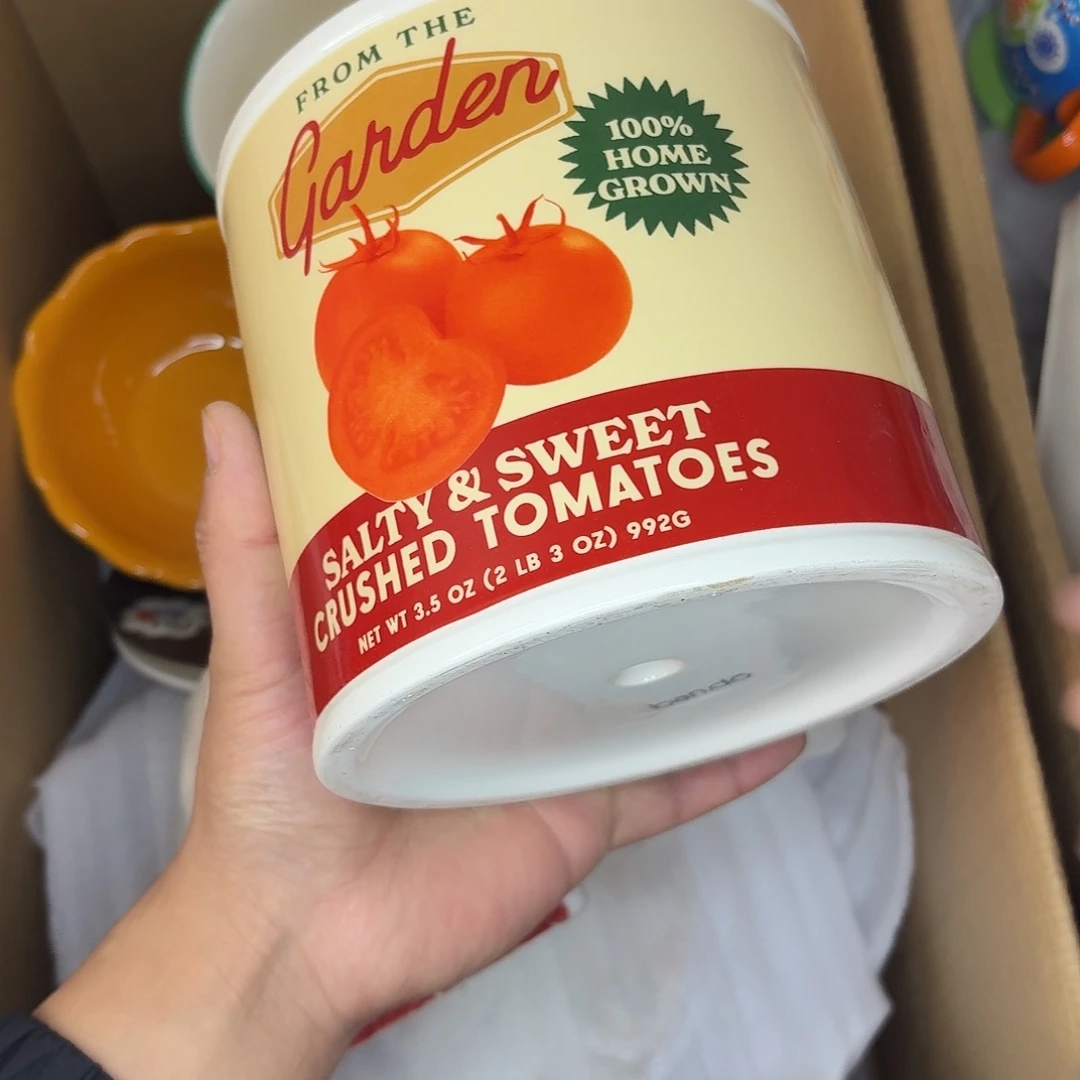 FROM THE
Garden
100%
HOME
GROWN
SALTY & SWEET
CRUSHED TOMATOES
NET WT 3.5 OZ (2 LB 3 OZ) 992G